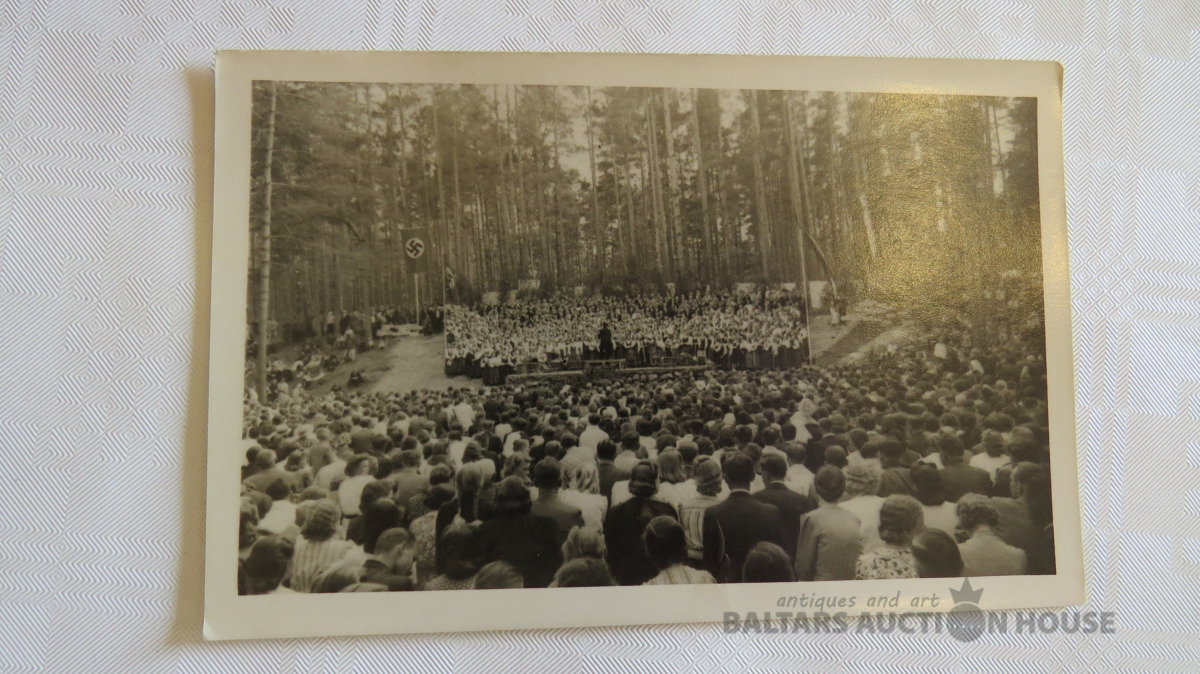 antiques and art
BALTARS AUCTION HOUSE